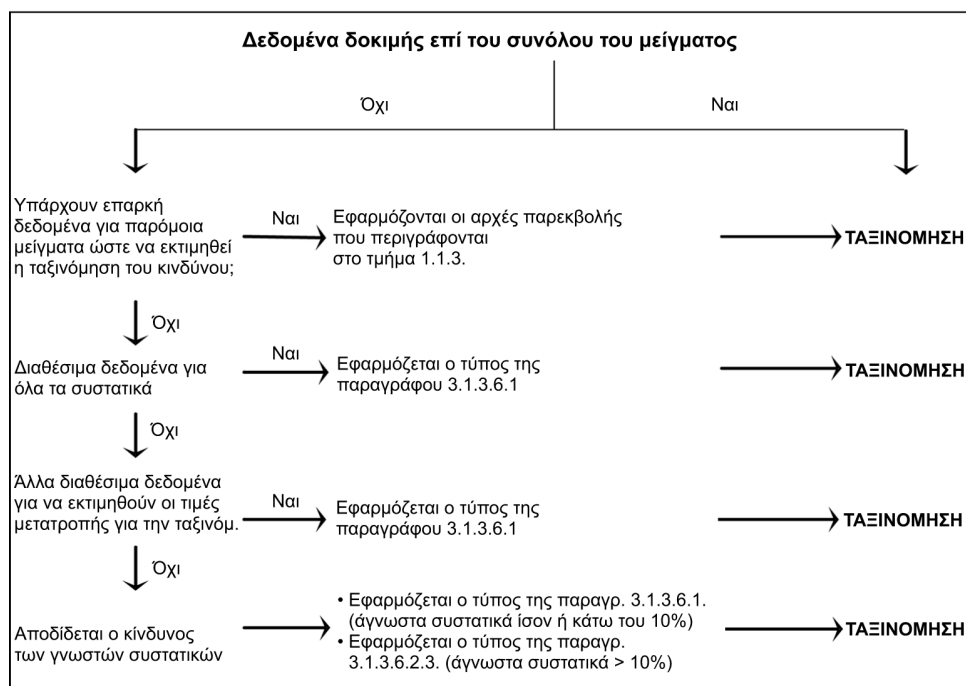 Δεδομένα δοκιμής επί του συνόλου του μείγματος
Όχι
Ναι
Υπάρχουν επαρκή
δεδομένα για παρόμοια
μείγματα ώστε να εκτιμηθεί
η ταξινόμηση του κινδύνου;
Ναι
Εφαρμόζονται οι αρχές παρεκβολής
που περιγράφονται
στο τμήμα 1.1.3.
ΤΑΞΙΝΟΜΗΣΗ
Όχι
Διαθέσιμα δεδομένα για
όλα τα συστατικά
Ναι
Εφαρμόζεται ο τύπος της
παραγράφου 3.1.3.6.1
ΤΑΞΙΝΟΜΗΣΗ
Όχι
Άλλα διαθέσιμα δεδομένα
για να εκτιμηθούν οι τιμές
μετατροπής για την ταξινόμ.
Ναι
Εφαρμόζεται ο τύπος της
παραγράφου 3.1.3.6.1
ΤΑΞΙΝΟΜΗΣΗ
Όχι
Αποδίδεται ο κίνδυνος
των γνωστών συστατικών
• Εφαρμόζεται ο τύπος της παραγρ. 3.1.3.6.1.
(άγνωστα συστατικά ίσον ή κάτω του 10%)
• Εφαρμόζεται ο τύπος της παραγρ.
3.1.3.6.2.3. (άγνωστα συστατικά > 10%)
ΤΑΞΙΝΟΜΗΣΗ